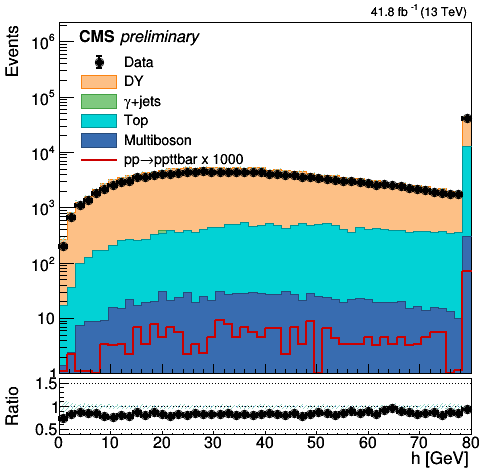 41.8 fb⁻¹ (13 TeV)
Events
CMS preliminary
Data
DY
γ+jets
Top
Multiboson
pp→ppttbar x 1000
10⁶
10⁵
10⁴
10³
10²
10
1
Ratio
1.5
1
0.5
0 10 20 30 40 50 60 70 80
h [GeV]